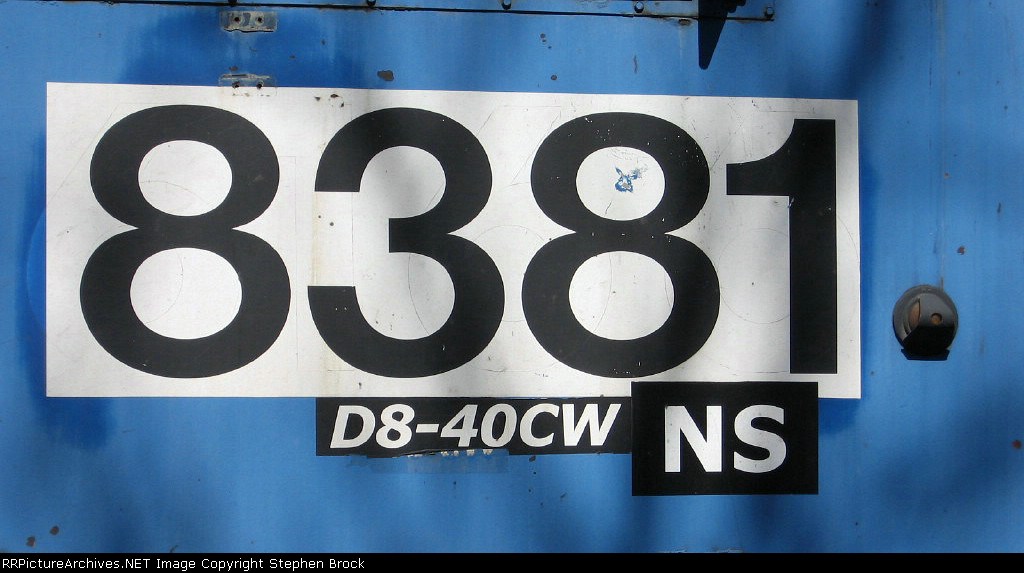 8381
D8-40CW
NS
RRPictureArchives.NET Image Copyright Stephen Brock